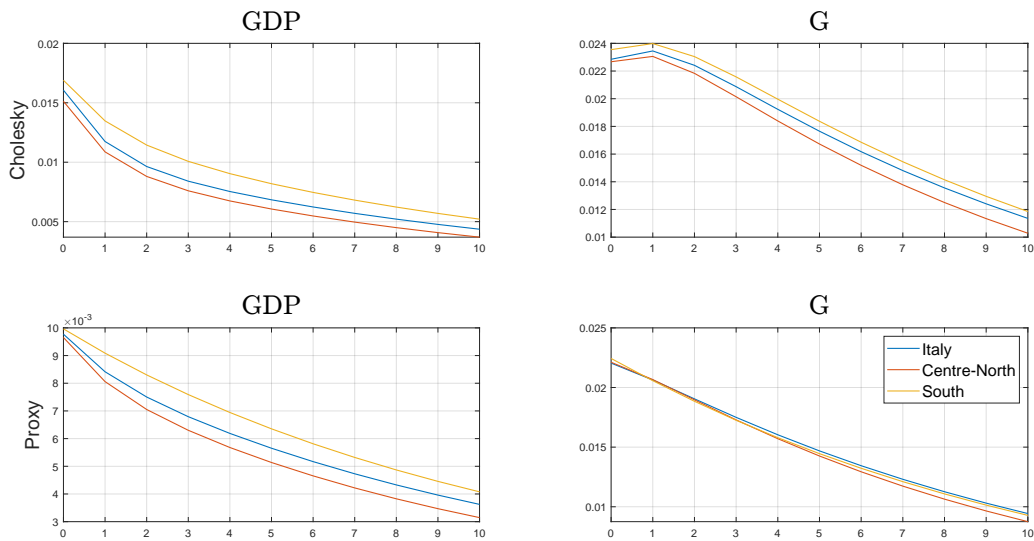 GDP
0.02
0.015
0.01
0.005
Cholesky
0 1 2 3 4 5 6 7 8 9 10
G
0.024
0.022
0.02
0.018
0.016
0.014
0.012
0.01
0 1 2 3 4 5 6 7 8 9 10
GDP
×10⁻³
10
9
8
7
6
5
4
3
Proxy
0 1 2 3 4 5 6 7 8 9 10
G
0.025
0.02
0.015
0.01
Italy
Centre-North
South
0 1 2 3 4 5 6 7 8 9 10